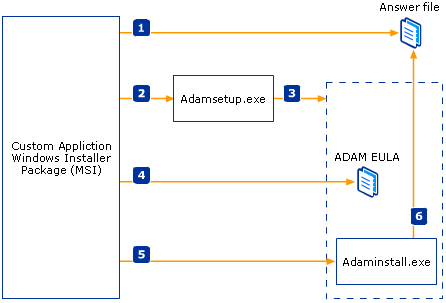 Answer file
1
2
Adamsetup.exe
3
Custom Appliction
Windows Installer
Package (MSI)
ADAM EULA
4
6
5
Adaminstall.exe